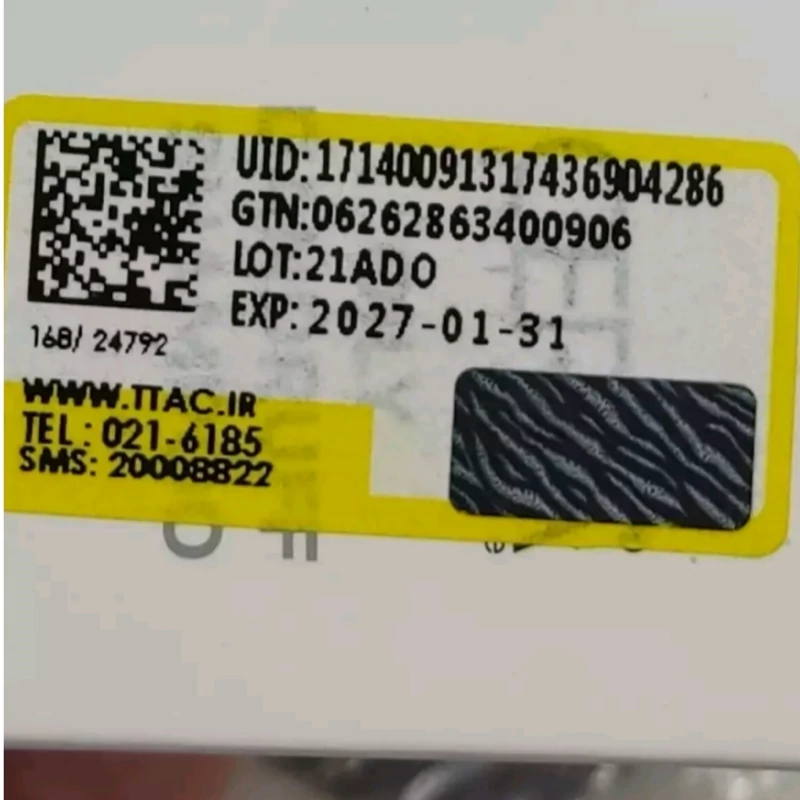 UID:17140091317436904286
GTN:06262863400906
LOT:21ADO
EXP: 2027-01-31
168/ 24792
WWW.TTAC.IR
TEL : 021-6185
SMS: 20008822